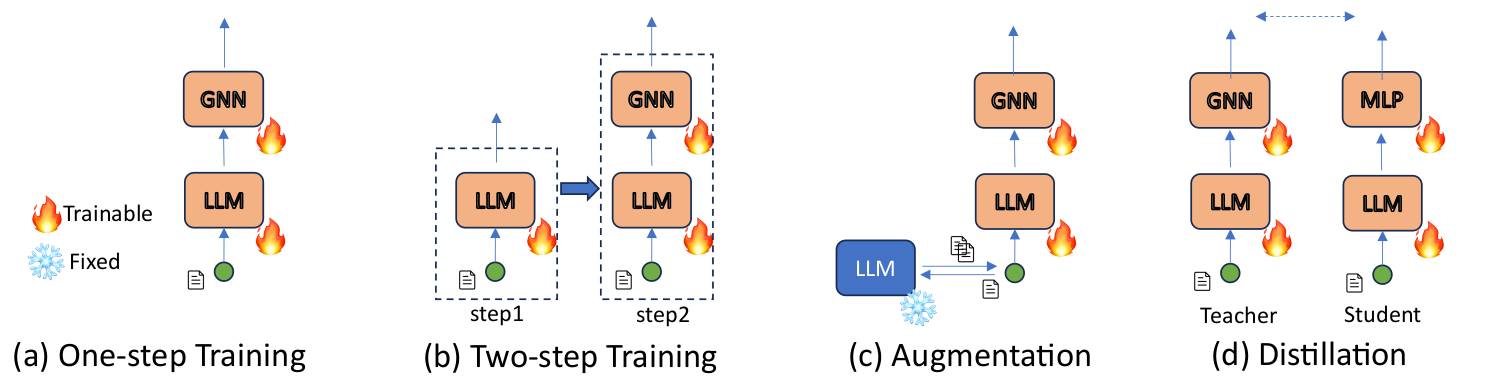 Trainable
Fixed
GNN
LLM
(a) One-step Training
LLM
step1
GNN
LLM
step2
(b) Two-step Training
GNN
LLM
LLM
(c) Augmentation
GNN
LLM
Teacher
MLP
LLM
Student
(d) Distillation